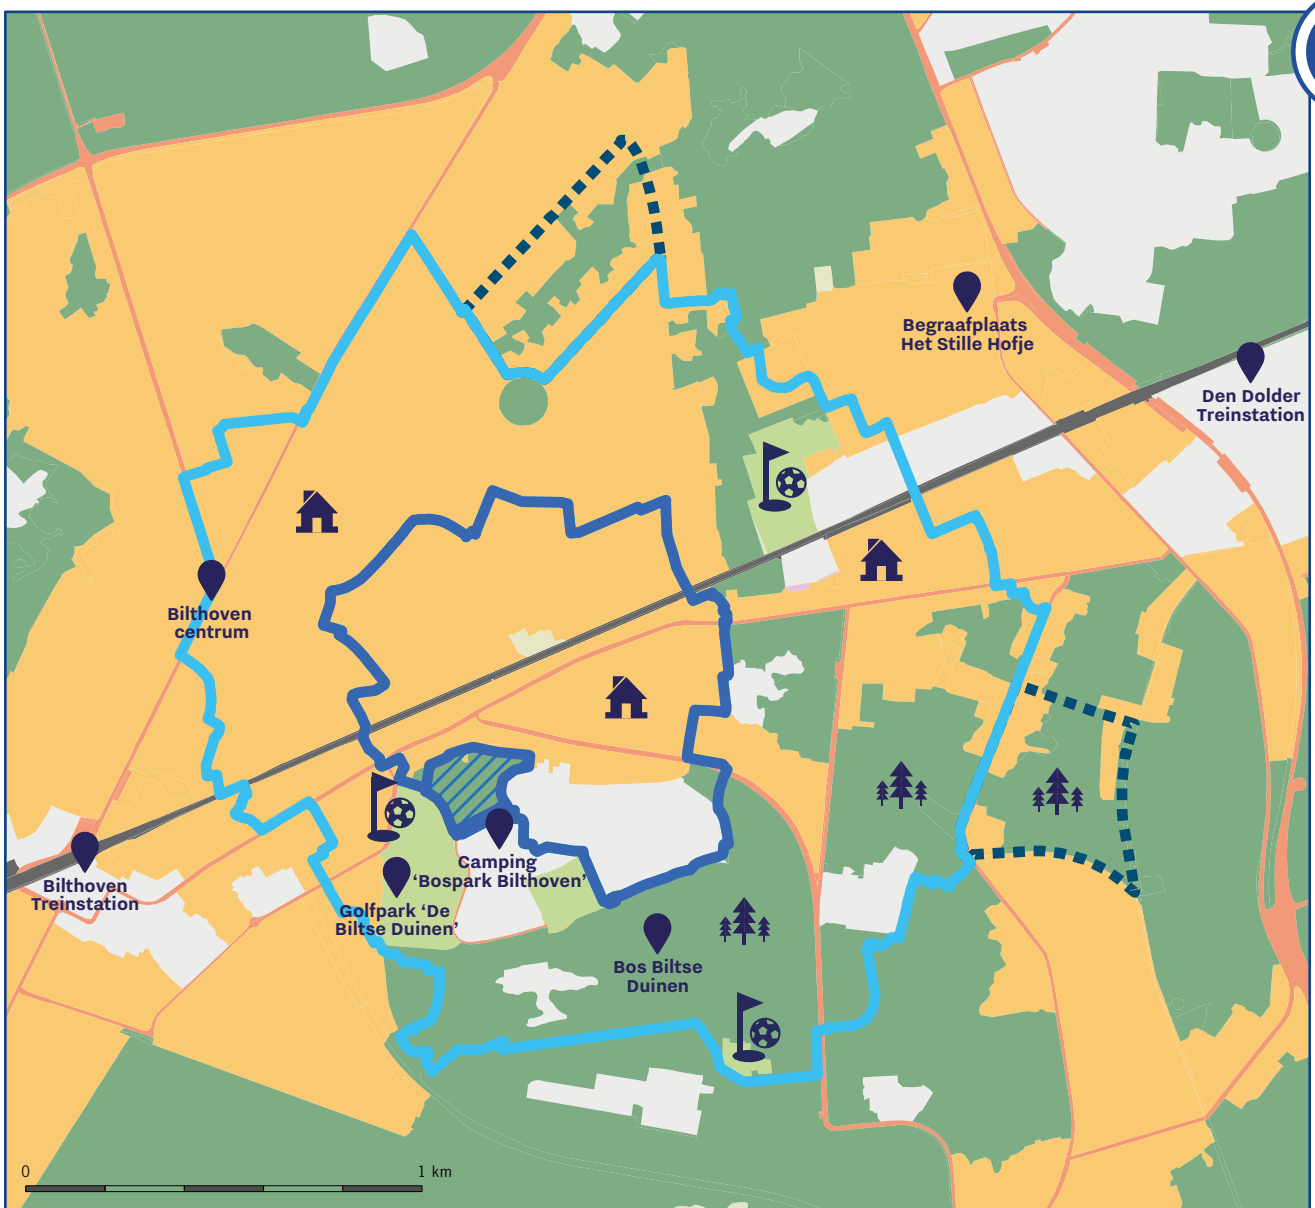 Begraafplaats
Het Stille Hofje
Den Dolder
Treinstation
Bilthoven
centrum
Camping
‘Bospark Bilthoven’
Bilthoven
Treinstation
Golfpark ‘De
Biltse Duinen’
Bos Biltse
Duinen
0 1 km